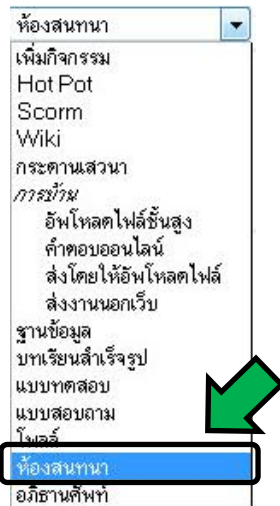 ห้องสนทนา
เพิ่มกิจกรรม
Hot Pot
Scorm
Wiki
กระดานเสวนา
การบ้าน
อัพโหลดไฟล์ชั้นสูง
คำตอบออนไลน์
ส่งโดยให้อัพโหลดไฟล์
ส่งงานนอกเว็บ
ฐานข้อมูล
บทเรียนสำเร็จรูป
แบบทดสอบ
แบบสอบถาม
โพลล์
ห้องสนทนา
อภิธานศัพท์